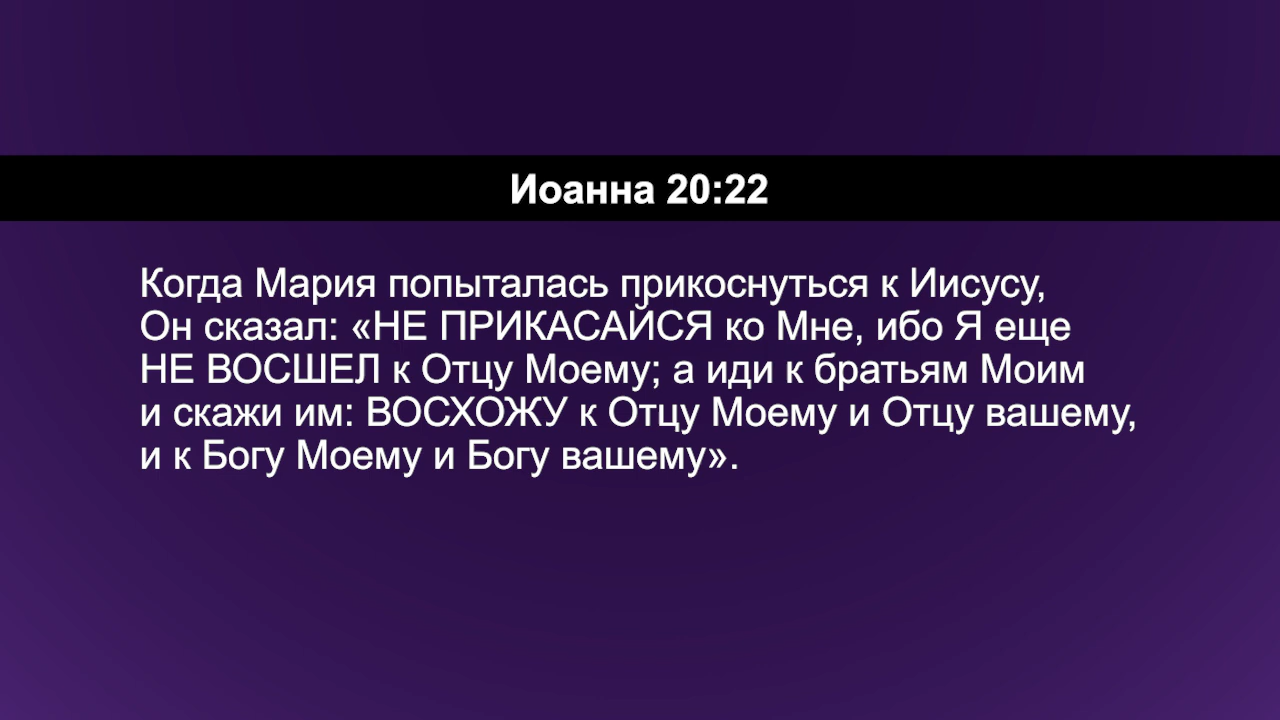 Иоанна 20:22
Когда Мария попыталась прикоснуться к Иисусу,
Он сказал: «НЕ ПРИКАСАЙСЯ ко Мне, ибо Я еще
НЕ ВОСШЕЛ к Отцу Моему; а иди к братьям Моим
и скажи им: ВОСХОЖУ к Отцу Моему и Отцу вашему,
и к Богу Моему и Богу вашему».